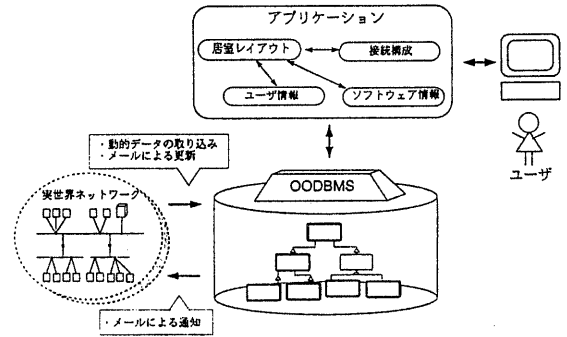 アプリケーション
居室レイアウト
接続構成
ユーザ情報
ソフトウェア情報
ユーザ
・動的データの取り込み
・メールによる更新
OODBMS
実世界ネットワーク
・メールによる通知